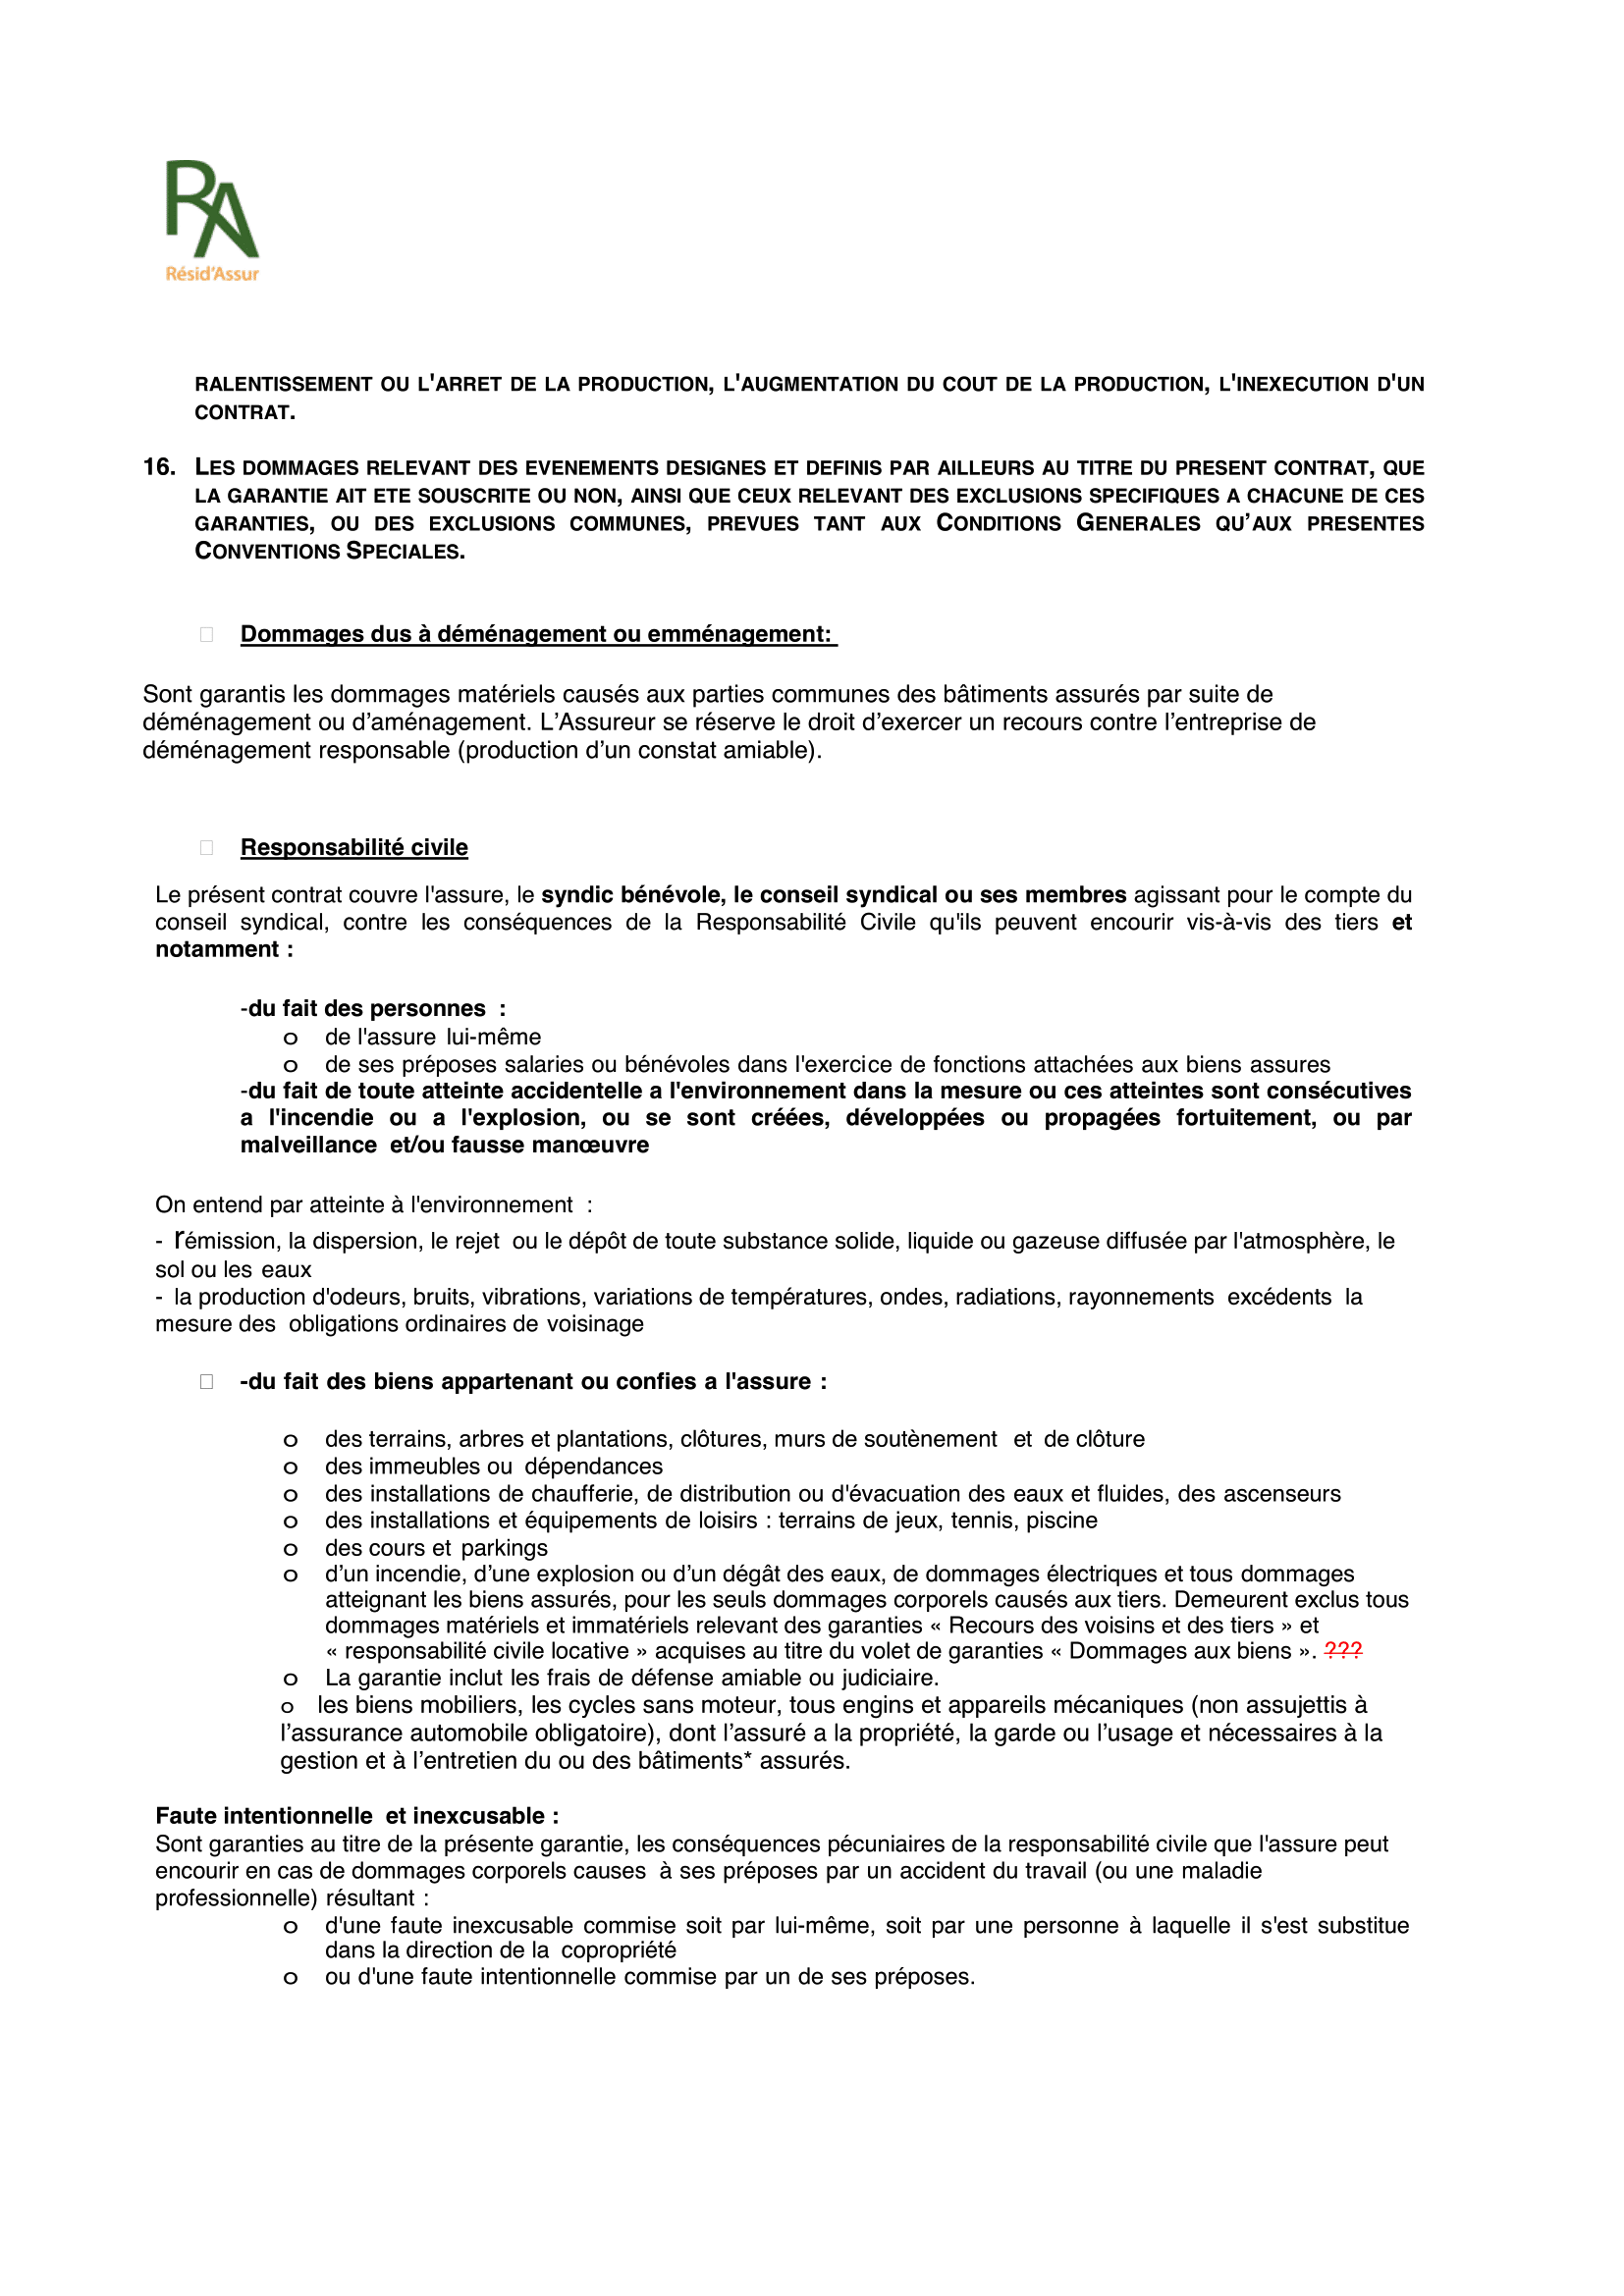 RA
Résid'Assur
RALENTISSEMENT OU L'ARRET DE LA PRODUCTION, L'AUGMENTATION DU COUT DE LA PRODUCTION, L'INEXECUTION D'UN
CONTRAT.
16. LES DOMMAGES RELEVANT DES EVENEMENTS DESIGNES ET DEFINIS PAR AILLEURS AU TITRE DU PRESENT CONTRAT, QUE
LA GARANTIE AIT ETE SOUSCRITE OU NON, AINSI QUE CEUX RELEVANT DES EXCLUSIONS SPECIFIQUES A CHACUNE DE CES
GARANTIES, OU DES EXCLUSIONS COMMUNES, PREVUES TANT AUX CONDITIONS GENERALES QU’AUX PRESENTES
CONVENTIONS SPECIALES.
Dommages dus à déménagement ou emménagement:
Sont garantis les dommages matériels causés aux parties communes des bâtiments assurés par suite de
déménagement ou d’aménagement. L’Assureur se réserve le droit d’exercer un recours contre l’entreprise de
déménagement responsable (production d’un constat amiable).
Responsabilité civile
Le présent contrat couvre l'assure, le syndic bénévole, le conseil syndical ou ses membres agissant pour le compte du
conseil syndical, contre les conséquences de la Responsabilité Civile qu'ils peuvent encourir vis-à-vis des tiers et
notamment :
-du fait des personnes :
o de l'assure lui-même
o de ses préposes salaries ou bénévoles dans l'exercice de fonctions attachées aux biens assures
-du fait de toute atteinte accidentelle a l'environnement dans la mesure ou ces atteintes sont consécutives
a l'incendie ou a l'explosion, ou se sont créées, développées ou propagées fortuitement, ou par
malveillance et/ou fausse manœuvre
On entend par atteinte à l'environnement :
- rémission, la dispersion, le rejet ou le dépôt de toute substance solide, liquide ou gazeuse diffusée par l'atmosphère, le
sol ou les eaux
- la production d'odeurs, bruits, vibrations, variations de températures, ondes, radiations, rayonnements excédents la
mesure des obligations ordinaires de voisinage
-du fait des biens appartenant ou confies a l'assure :
o des terrains, arbres et plantations, clôtures, murs de soutènement et de clôture
o des immeubles ou dépendances
o des installations de chaufferie, de distribution ou d'évacuation des eaux et fluides, des ascenseurs
o des installations et équipements de loisirs : terrains de jeux, tennis, piscine
o des cours et parkings
o d’un incendie, d’une explosion ou d’un dégât des eaux, de dommages électriques et tous dommages
atteignant les biens assurés, pour les seuls dommages corporels causés aux tiers. Demeurent exclus tous
dommages matériels et immatériels relevant des garanties « Recours des voisins et des tiers » et
« responsabilité civile locative » acquises au titre du volet de garanties « Dommages aux biens ». ???
o La garantie inclut les frais de défense amiable ou judiciaire.
o les biens mobiliers, les cycles sans moteur, tous engins et appareils mécaniques (non assujettis à
l’assurance automobile obligatoire), dont l’assuré a la propriété, la garde ou l’usage et nécessaires à la
gestion et à l’entretien du ou des bâtiments* assurés.
Faute intentionnelle et inexcusable :
Sont garanties au titre de la présente garantie, les conséquences pécuniaires de la responsabilité civile que l'assure peut
encourir en cas de dommages corporels causes à ses préposes par un accident du travail (ou une maladie
professionnelle) résultant :
o d'une faute inexcusable commise soit par lui-même, soit par une personne à laquelle il s'est substitue
dans la direction de la copropriété
o ou d'une faute intentionnelle commise par un de ses préposes.